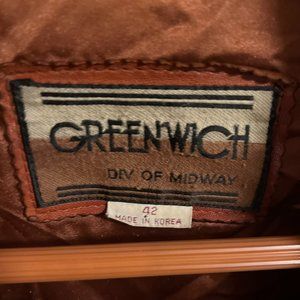 GREENWICH
DIV. OF MIDWAY
42
MADE IN KOREA